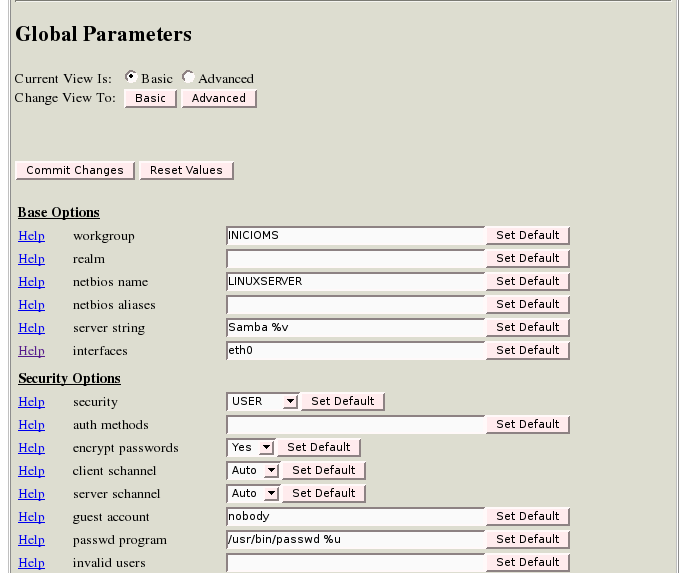 Global Parameters
Current View Is: Basic Advanced
Change View To: Basic Advanced
Commit Changes Reset Values
Base Options
Help workgroup INICIOMS Set Default
Help realm Set Default
Help netbios name LINUXSERVER Set Default
Help netbios aliases Set Default
Help server string Samba %v Set Default
Help interfaces eth0 Set Default
Security Options
Help security USER Set Default
Help auth methods Set Default
Help encrypt passwords Yes Set Default
Help client schannel Auto Set Default
Help server schannel Auto Set Default
Help guest account nobody Set Default
Help passwd program /usr/bin/passwd %u Set Default
Help invalid users Set Default